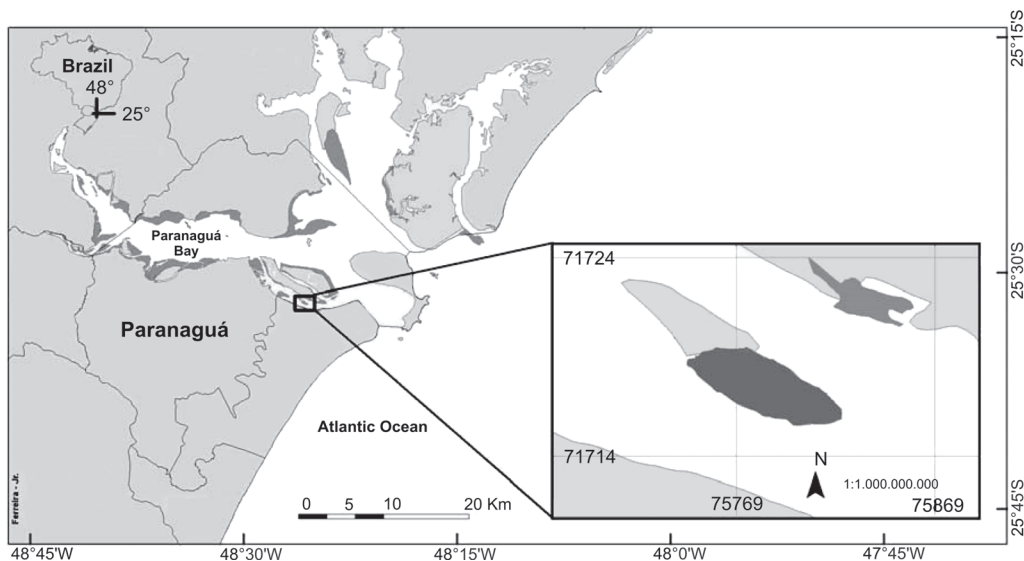 Brazil
48°
25°
25°15'S
Paranaguá
Bay
Paranaguá
Atlantic Ocean
71724
25°30'S
71714
N
1:1.000.000.000
75769
75869
0 5 10 20 Km
Ferreira - Jr.
25°45'S
48°45'W 48°30'W 48°15'W 48°0'W 47°45'W